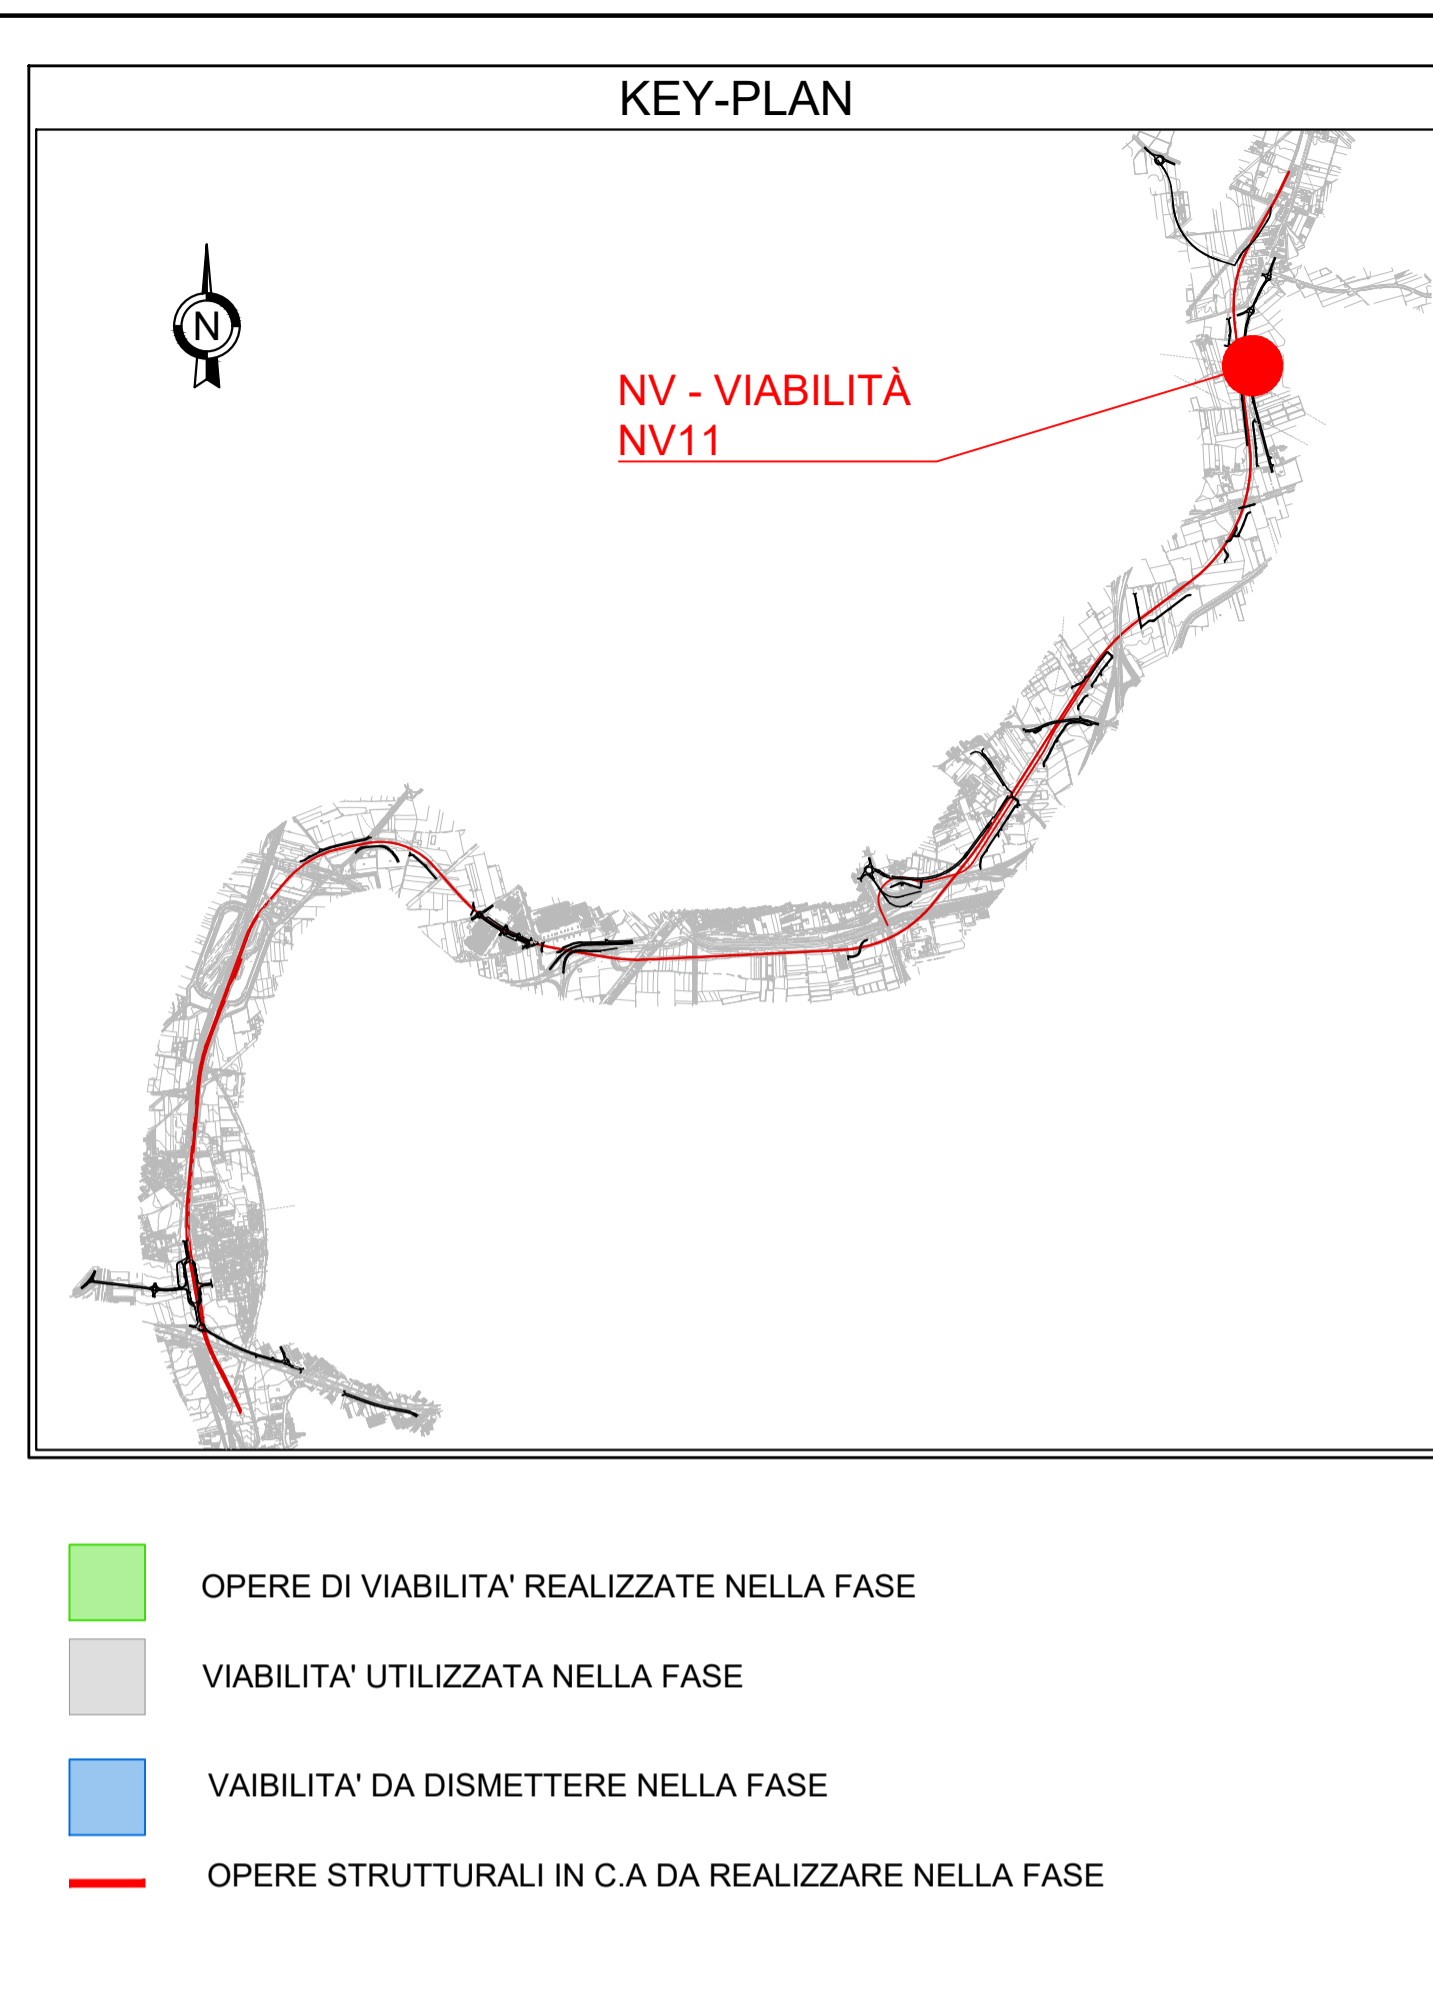 KEY-PLAN
N
NV - VIABILITÀ
NV11
OPERE DI VIABILITA' REALIZZATE NELLA FASE
VIABILITA' UTILIZZATA NELLA FASE
VAIBILITA' DA DISMETTERE NELLA FASE
OPERE STRUTTURALI IN C.A DA REALIZZARE NELLA FASE